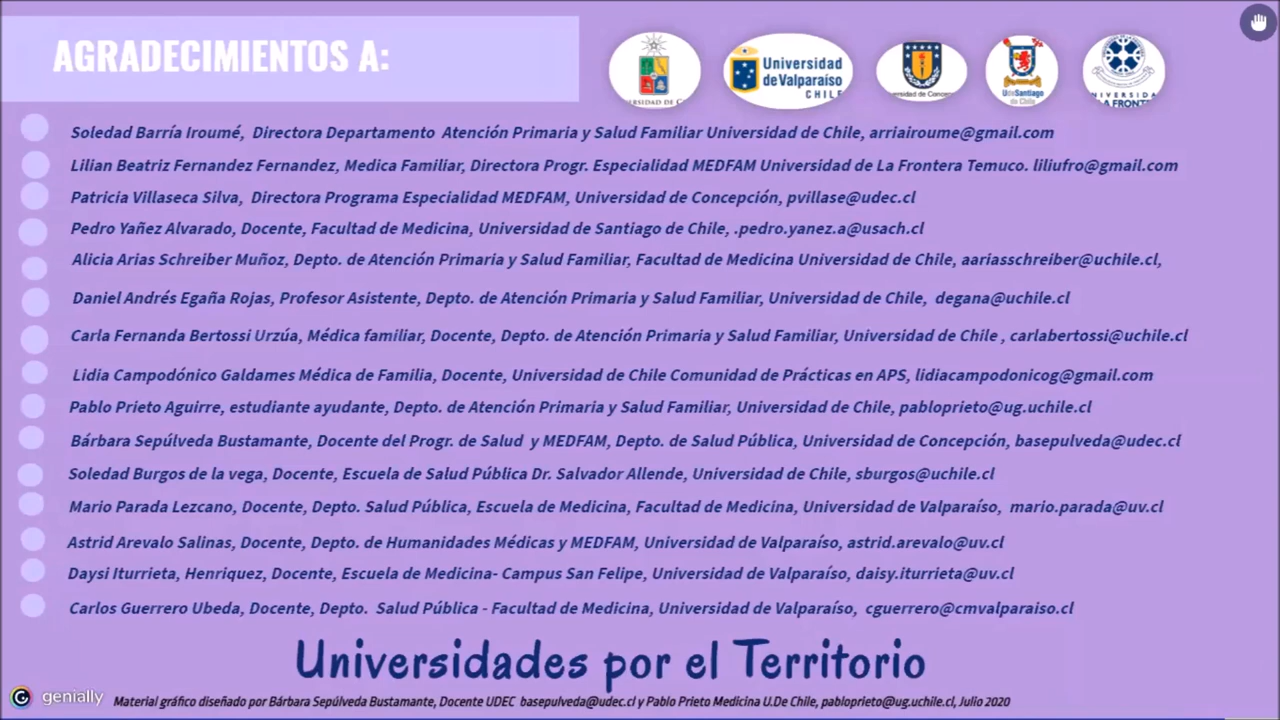 AGRADECIMIENTOS A:
Universidad
de Valparaíso
CHILE
UdeSantiago
de Chile
Soledad Barría Iroumé, Directora Departamento Atención Primaria y Salud Familiar Universidad de Chile, arriairoume@gmail.com
Lilian Beatriz Fernandez Fernandez, Medica Familiar, Directora Progr. Especialidad MEDFAM Universidad de La Frontera Temuco. liliufro@gmail.com
Patricia Villaseca Silva, Directora Programa Especialidad MEDFAM, Universidad de Concepción, pvillase@udec.cl
Pedro Yañez Alvarado, Docente, Facultad de Medicina, Universidad de Santiago de Chile, .pedro.yanez.a@usach.cl
Alicia Arias Schreiber Muñoz, Depto. de Atención Primaria y Salud Familiar, Facultad de Medicina Universidad de Chile, aariasschreiber@uchile.cl,
Daniel Andrés Egaña Rojas, Profesor Asistente, Depto. de Atención Primaria y Salud Familiar, Universidad de Chile, degana@uchile.cl
Carla Fernanda Bertossi Urzúa, Médica familiar, Docente, Depto. de Atención Primaria y Salud Familiar, Universidad de Chile , carlabertossi@uchile.cl
Lidia Campodónico Galdames Médica de Familia, Docente, Universidad de Chile Comunidad de Prácticas en APS, lidiacampodonicog@gmail.com
Pablo Prieto Aguirre, estudiante ayudante, Depto. de Atención Primaria y Salud Familiar, Universidad de Chile, pabloprieto@ug.uchile.cl
Bárbara Sepúlveda Bustamante, Docente del Progr. de Salud y MEDFAM, Depto. de Salud Pública, Universidad de Concepción, basepulveda@udec.cl
Soledad Burgos de la vega, Docente, Escuela de Salud Pública Dr. Salvador Allende, Universidad de Chile, sburgos@uchile.cl
Mario Parada Lezcano, Docente, Depto. Salud Pública, Escuela de Medicina, Facultad de Medicina, Universidad de Valparaíso, mario.parada@uv.cl
Astrid Arevalo Salinas, Docente, Depto. de Humanidades Médicas y MEDFAM, Universidad de Valparaíso, astrid.arevalo@uv.cl
Daysi Iturrieta, Henriquez, Docente, Escuela de Medicina- Campus San Felipe, Universidad de Valparaíso, daisy.iturrieta@uv.cl
Carlos Guerrero Ubeda, Docente, Depto. Salud Pública - Facultad de Medicina, Universidad de Valparaíso, cguerrero@cmvalparaiso.cl
Universidades por el Territorio
genially
Material gráfico diseñado por Bárbara Sepúlveda Bustamante, Docente UDEC basepulveda@udec.cl y Pablo Prieto Medicina U.De Chile, pabloprieto@ug.uchile.cl, Julio 2020